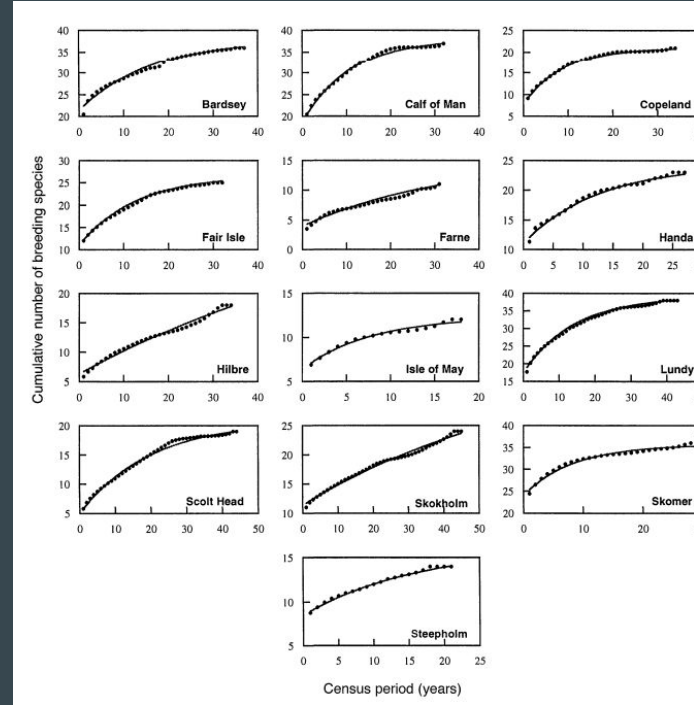 Cumulative number of breeding species
40
35
30
25
20
0 10 20 30 40
Bardsey
40
35
30
25
20
0 10 20 30 40
Calf of Man
25
20
15
10
5
0 10 20 30
Copeland
30
25
20
15
10
0 10 20 30 40
Fair Isle
15
10
5
0
0 10 20 30 40
Farne
25
20
15
10
0 5 10 15 20 25
Handa
20
15
10
5
0 10 20 30 40
Hilbre
15
10
5
0 5 10 15 20
Isle of May
40
35
30
25
20
15
0 10 20 30 40
Lundy
20
15
10
5
0 10 20 30 40 50
Scolt Head
25
20
15
10
0 10 20 30 40 50
Skokholm
40
35
30
25
20
0 10 20
Skomer
15
10
5
0 5 10 15 20 25
Steepholm
Census period (years)